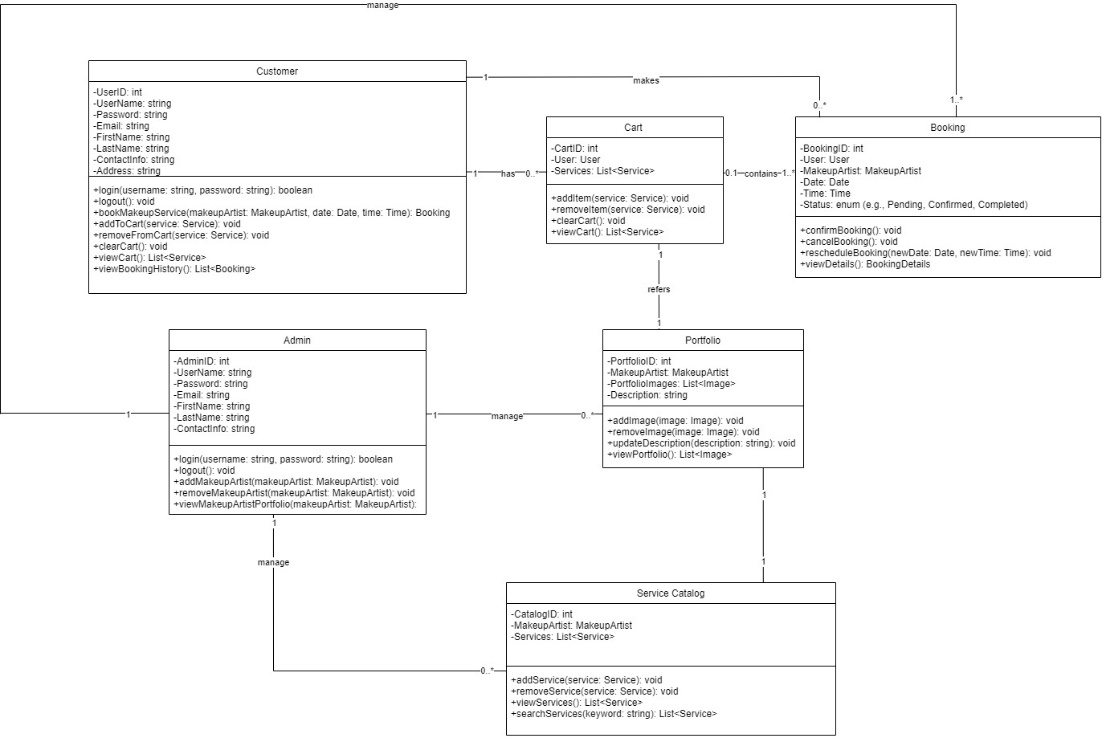 manage
Customer
-UserID: int
-UserName: string
-Password: string
-Email: string
-FirstName: string
-LastName: string
-ContactInfo: string
-Address: string
+login(username: string, password: string): boolean
+logout(): void
+bookMakeupService(makeupArtist: MakeupArtist, date: Date, time: Time): Booking
+addToCart(service: Service): void
+removeFromCart(service: Service): void
+clearCart(): void
+viewCart(): List<Service>
+viewBookingHistory(): List<Booking>
1
makes
0..*
1..*
1
has
0..*
Cart
-CartID: int
-User: User
-Services: List<Service>
+addItem(service: Service): void
+removeItem(service: Service): void
+clearCart(): void
+viewCart(): List<Service>
0.1
contains
1..*
Booking
-BookingID: int
-User: User
-MakeupArtist: MakeupArtist
-Date: Date
-Time: Time
-Status: enum (e.g., Pending, Confirmed, Completed)
+confirmBooking(): void
+cancelBooking(): void
+rescheduleBooking(newDate: Date, newTime: Time): void
+viewDetails(): BookingDetails
1
refers
1
Admin
-AdminID: int
-UserName: string
-Password: string
-Email: string
-FirstName: string
-LastName: string
-ContactInfo: string
+login(username: string, password: string): boolean
+logout(): void
+addMakeupArtist(makeupArtist: MakeupArtist): void
+removeMakeupArtist(makeupArtist: MakeupArtist): void
+viewMakeupArtistPortfolio(makeupArtist: MakeupArtist):
1
1
manage
0..*
Portfolio
-PortfolioID: int
-MakeupArtist: MakeupArtist
-PortfolioImages: List<Image>
-Description: string
+addImage(image: Image): void
+removeImage(image: Image): void
+updateDescription(description: string): void
+viewPortfolio(): List<Image>
1
1
1
manage
0..*
Service Catalog
-CatalogID: int
-MakeupArtist: MakeupArtist
-Services: List<Service>
+addService(service: Service): void
+removeService(service: Service): void
+viewServices(): List<Service>
+searchServices(keyword: string): List<Service>